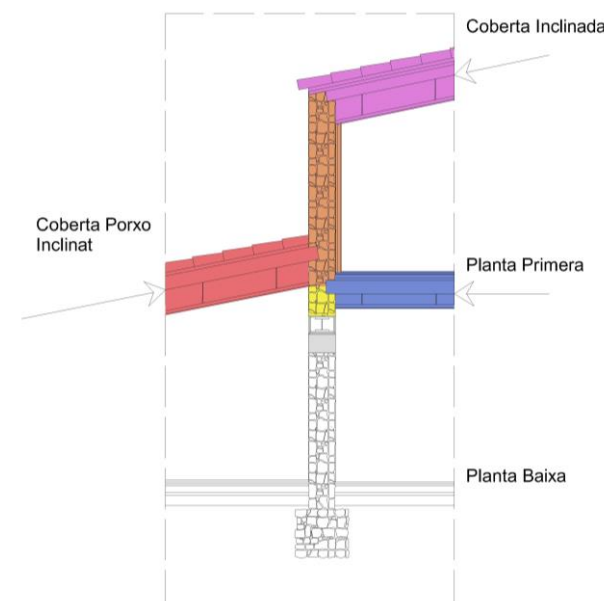 Coberta Inclinada
Coberta Porxo
Inclinat
Planta Primera
Planta Baixa